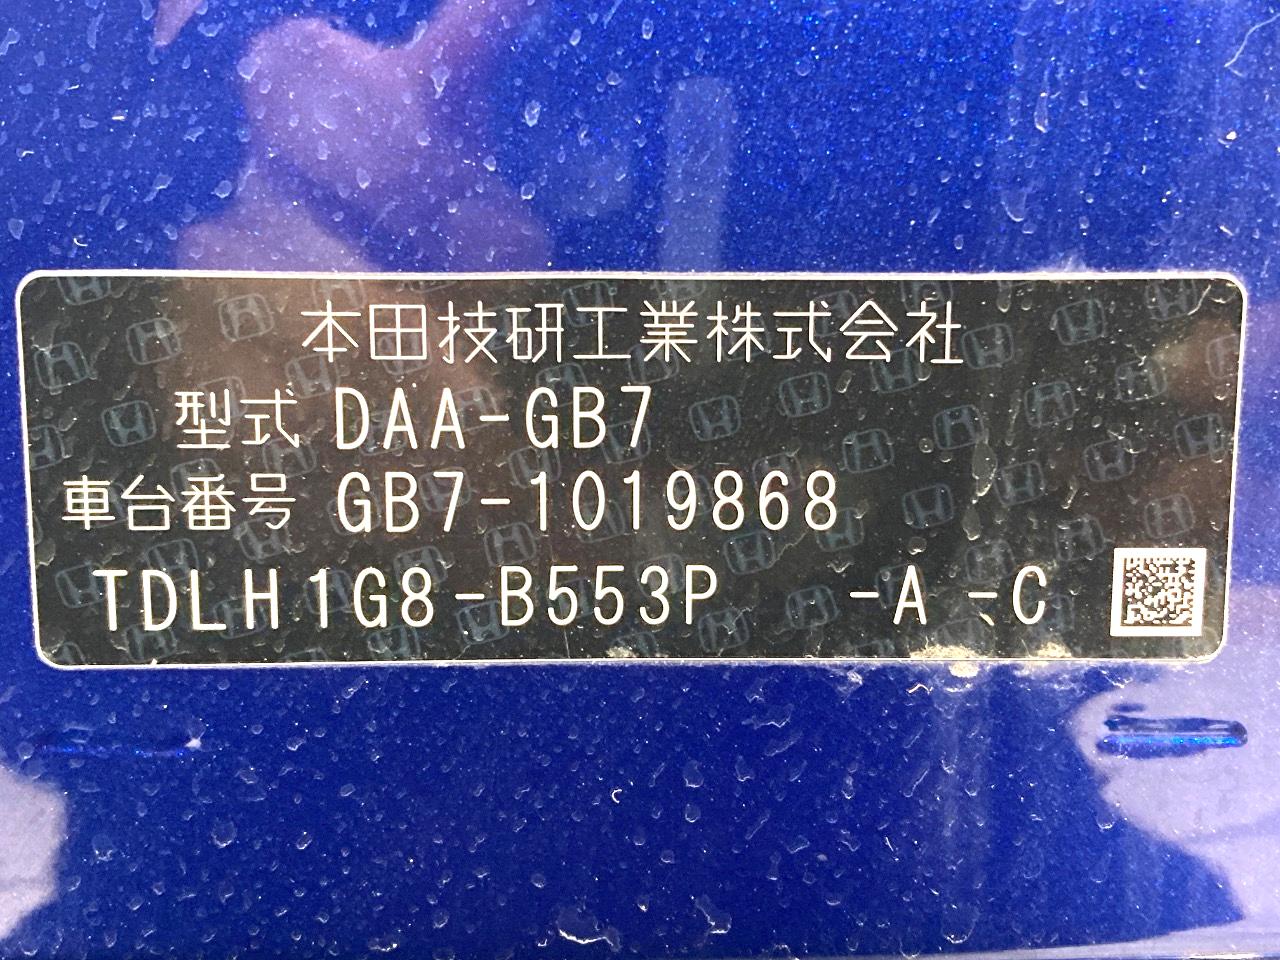 本田技研工業株式会社
型式 DAA-GB7
車台番号 GB7-1019868
TDLH1G8-B553P -A -C